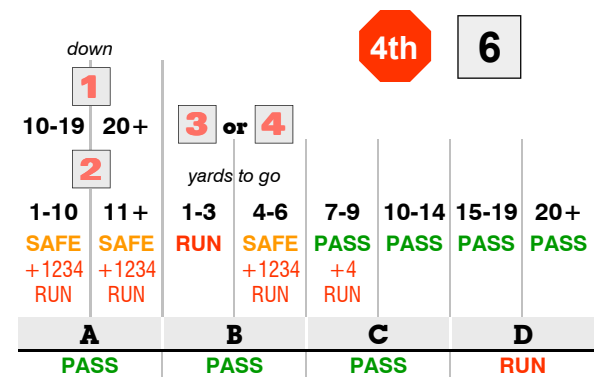 4th 6
down
1
10-19 20+ 3 or 4
2 yards to go
1-10 11+ 1-3 4-6 7-9 10-14 15-19 20+
SAFE SAFE RUN SAFE PASS PASS PASS PASS
+1234 +1234 +1234 +4
RUN RUN RUN RUN
A B C D
PASS PASS PASS RUN